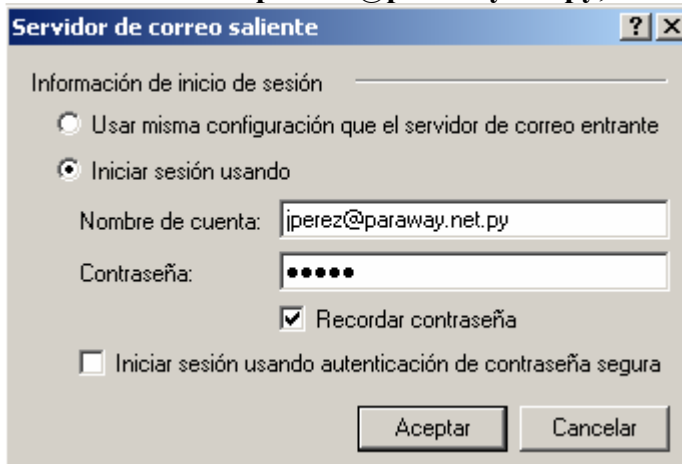 Servidor de correo saliente
Información de inicio de sesión
Usar misma configuración que el servidor de correo entrante
Iniciar sesión usando
Nombre de cuenta: jperez@paraway.net.py
Contraseña: ●●●●●
Recordar contraseña
Iniciar sesión usando autenticación de contraseña segura
Aceptar Cancelar